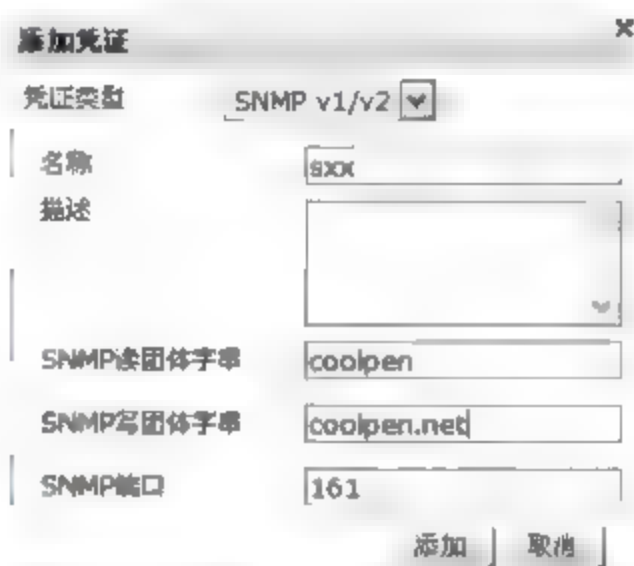 添加凭证
凭证类型 SNMP v1/v2
名称 sxx
描述
SNMP读团体字串 coolpen
SNMP写团体字串 coolpen.net
SNMP端口 161
添加 取消